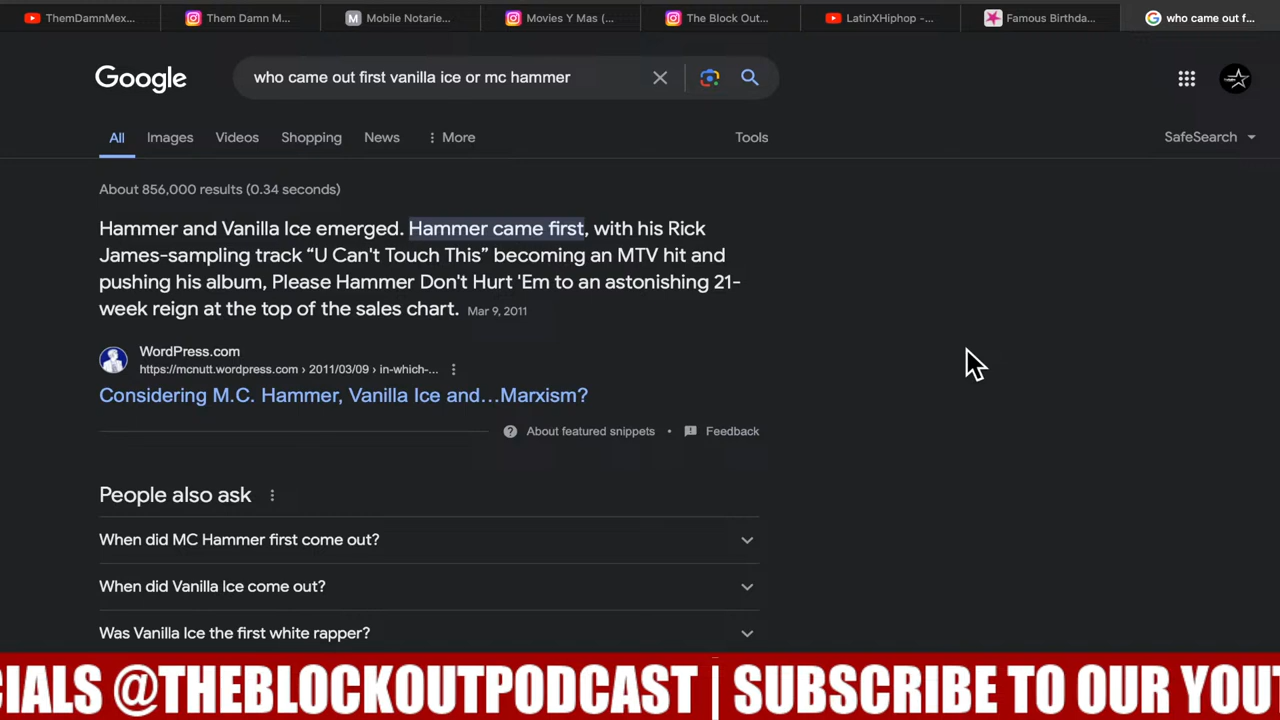 ThemDamnMex...
Them Damn M...
Mobile Notarie...
Movies Y Mas (...
The Block Out...
LatinXHiphop -...
Famous Birthda...
who came out f...
Google
who came out first vanilla ice or mc hammer
All
Images
Videos
Shopping
News
More
Tools
SafeSearch
About 856,000 results (0.34 seconds)
Hammer and Vanilla Ice emerged. Hammer came first, with his Rick
James-sampling track “U Can't Touch This” becoming an MTV hit and
pushing his album, Please Hammer Don't Hurt 'Em to an astonishing 21-
week reign at the top of the sales chart. Mar 9, 2011
WordPress.com
https://mcnutt.wordpress.com › 2011/03/09 › in-which-...
Considering M.C. Hammer, Vanilla Ice and...Marxism?
About featured snippets • Feedback
People also ask
When did MC Hammer first come out?
When did Vanilla Ice come out?
Was Vanilla Ice the first white rapper?
CIALS @THEBLOCKOUTPODCAST | SUBSCRIBE TO OUR YOUT